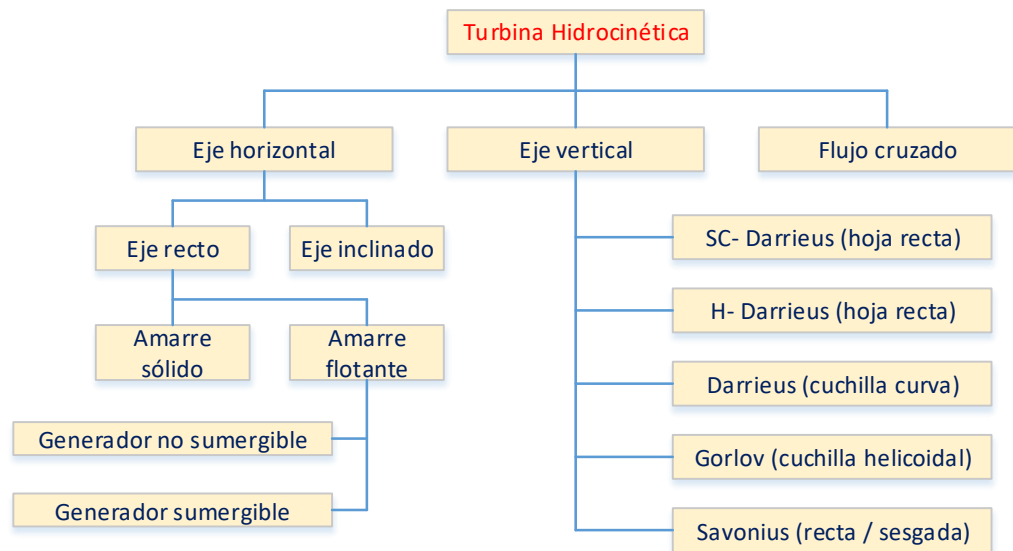 Turbina Hidrocinética
Eje horizontal
Eje vertical
Flujo cruzado
Eje recto
Eje inclinado
SC- Darrieus (hoja recta)
H- Darrieus (hoja recta)
Amarre
sólido
Amarre
flotante
Darrieus (cuchilla curva)
Generador no sumergible
Gorlov (cuchilla helicoidal)
Generador sumergible
Savonius (recta / sesgada)